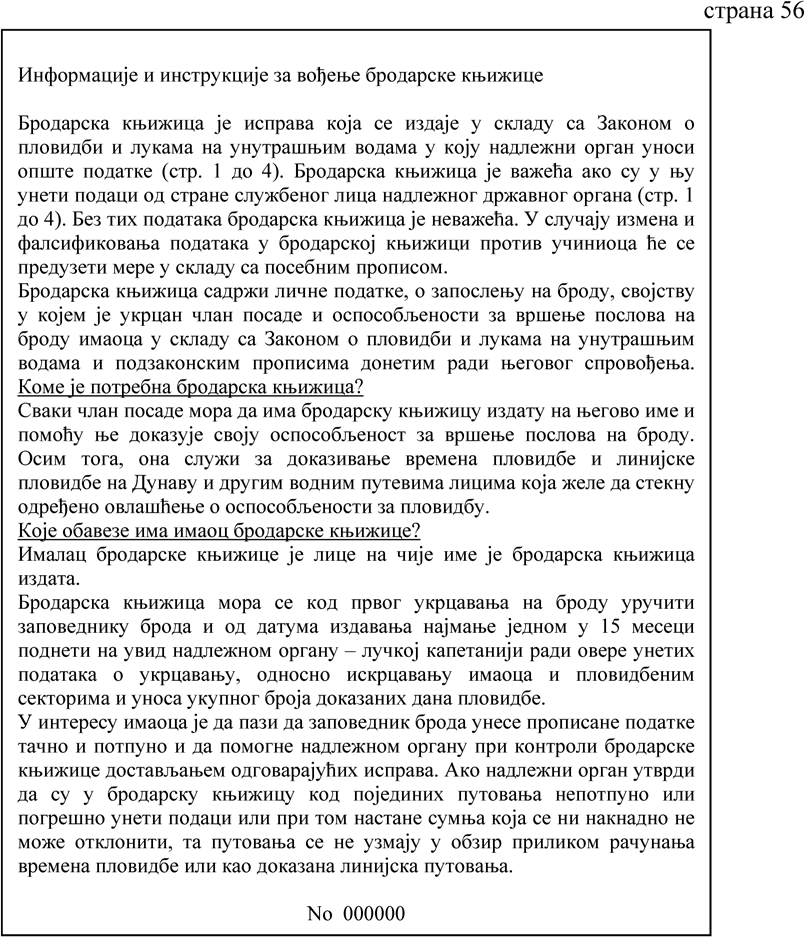 страна 56
Информације и инструкције за вођење бродарске књижице
Бродарска књижица је исправа која се издаје у складу са Законом о
пловидби и лукама на унутрашњим водама у коју надлежни орган уноси
опште податке (стр. 1 до 4). Бродарска књижица је важећа ако су у њу
унети подаци од стране службеног лица надлежног државног органа (стр. 1
до 4). Без тих података бродарска књижица је неважећа. У случају измена и
фалсификовања података у бродарској књижици против учиниоца ће се
предузети мере у складу са посебним прописом.
Бродарска књижица садржи личне податке, о запослењу на броду, својству
у којем је укрцан члан посаде и оспособљености за вршење послова на
броду имаоца у складу са Законом о пловидби и лукама на унутрашњим
водама и подзаконским прописима донетим ради његовог спровођења.
Коме је потребна бродарска књижица?
Сваки члан посаде мора да има бродарску књижицу издату на његово име и
помоћу ње доказује своју оспособљеност за вршење послова на броду.
Осим тога, она служи за доказивање времена пловидбе и линијске
пловидбе на Дунаву и другим водним путевима лицима која желе да стекну
одређено овлашћење о оспособљености за пловидбу.
Које обавезе има имаоц бродарске књижице?
Ималац бродарске књижице је лице на чије име је бродарска књижица
издата.
Бродарска књижица мора се код првог укрцавања на броду уручити
заповеднику брода и од датума издавања најмање једном у 15 месеци
поднети на увид надлежном органу – лучкој капетанији ради овере унетих
података о укрцавању, односно искрцавању имаоца и пловидбеним
секторима и уноса укупног броја доказаних дана пловидбе.
У интересу имаоца је да пази да заповедник брода унесе прописане податке
тачно и потпуно и да помогне надлежном органу при контроли бродарске
књижице достављањем одговарајућих исправа. Ако надлежни орган утврди
да су у бродарску књижицу код појединих путовања непотпуно или
погрешно унети подаци или при том настане сумња која се ни накнадно не
може отклонити, та путовања се не узмају у обзир приликом рачунања
времена пловидбе или као доказана линијска путовања.
No 000000